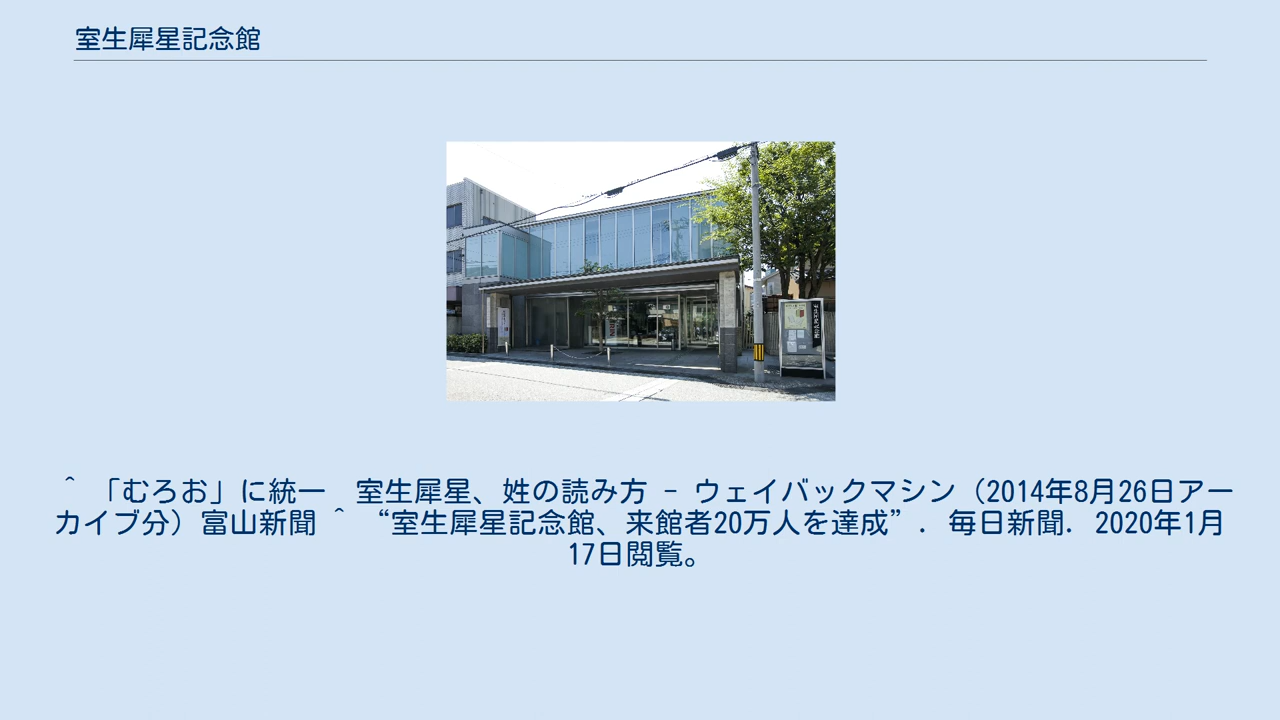 室生犀星記念館
^ 「むろお」に統一　室生犀星、姓の読み方 - ウェイバックマシン（2014年8月26日アー
カイブ分）富山新聞 ^ “室生犀星記念館、来館者20万人を達成”. 毎日新聞. 2020年1月
17日閲覧。